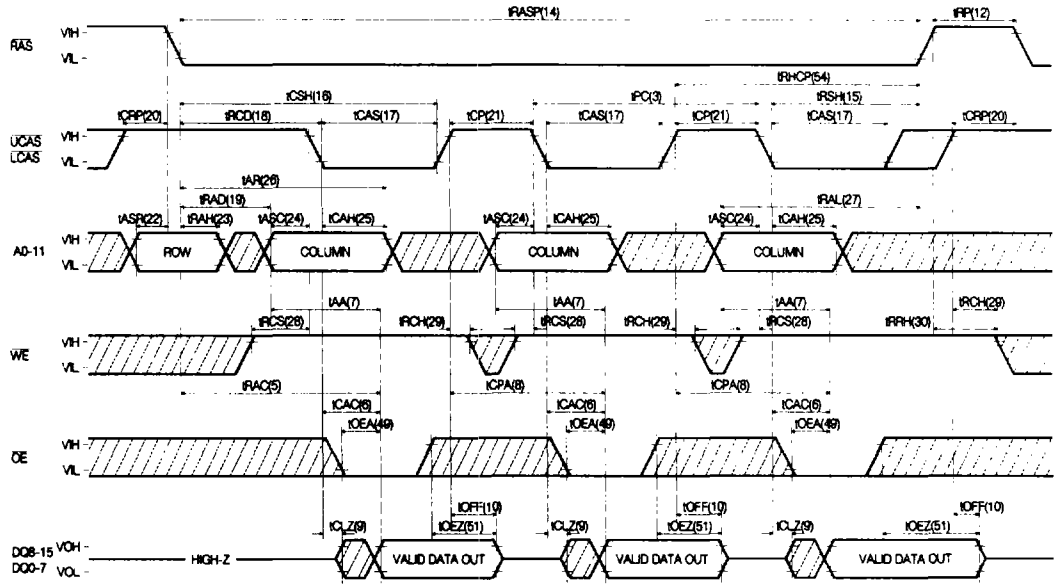 tRASP(14) tRP(12)
RAS VIH
VIL
tRHCP(54)
tCSH(16) tPC(3) tRSH(15)
tCRP(20) tRCD(18) tCAS(17) tCP(21) tCAS(17) tCP(21) tCAS(17) tCRP(20)
UCAS VIH
LCAS VIL
tAR(26)
tRAD(19) tRAL(27)
tASR(22) tRAH(23) tASC(24) tCAH(25) tASC(24) tCAH(25) tASC(24) tCAH(25)
A0-11 VIH
VIL
ROW COLUMN COLUMN COLUMN
tAA(7) tAA(7) tAA(7) tRCH(29)
tRCS(28) tRCH(29) tRCS(28) tRCH(29) tRCS(28) tRRH(30)
WE VIH
VIL
tRAC(5) tCPA(8) tCPA(8)
tCAC(6) tCAC(6) tCAC(6)
tOEA(49) tOEA(49) tOEA(49)
OE VIH
VIL
tOFF(10) tOFF(10) tOFF(10)
tCLZ(9) tOEZ(51) tCLZ(9) tOEZ(51) tCLZ(9) tOEZ(51)
DQ8-15 VOH
DQ0-7 VOL
HIGH-Z VALID DATA OUT VALID DATA OUT VALID DATA OUT